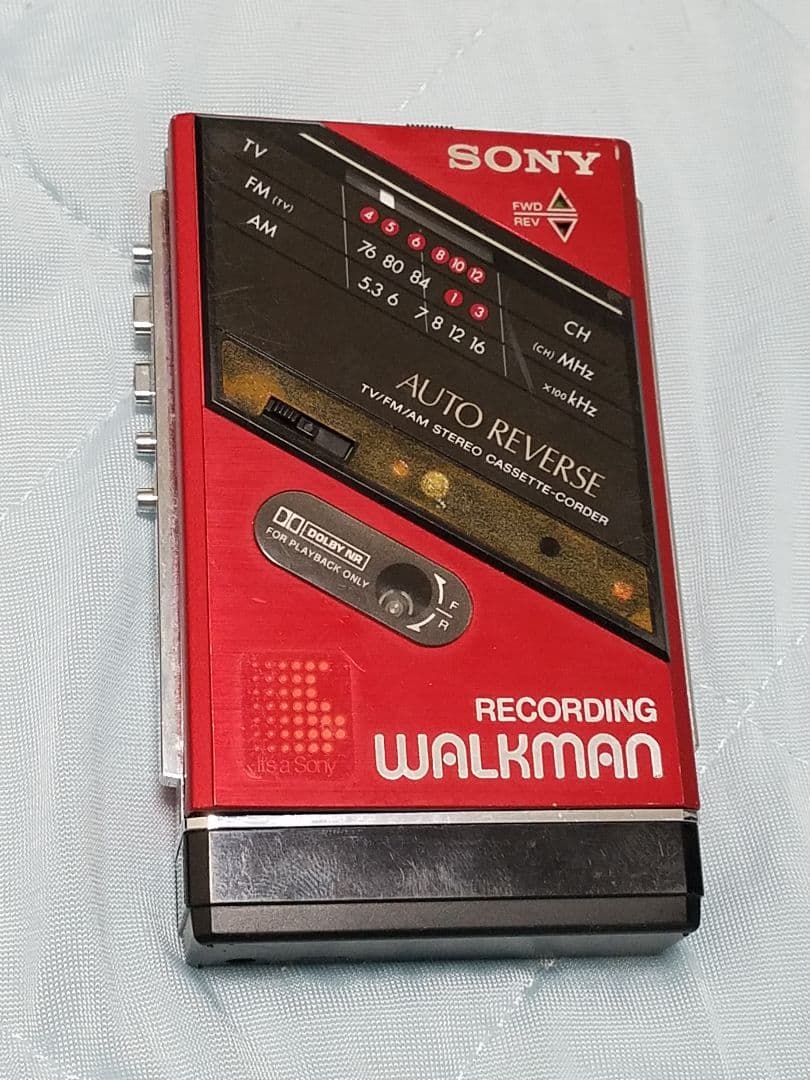 SONY
FWD
REV
TV
FM (TV)
AM
4 5 6 8 10 12
76 80 84 1 3
5.3 6 7 8 12 16
CH
(CH) MHz
×100 kHz
AUTO REVERSE
TV/FM/AM STEREO CASSETTE-CORDER
DOLBY NR
FOR PLAYBACK ONLY
F
R
It's a Sony
RECORDING
WALKMAN